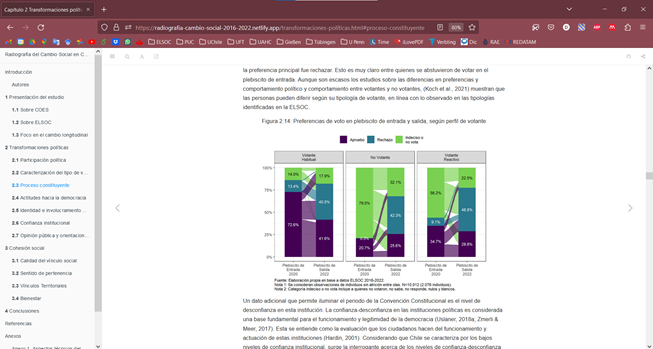 Capítulo 2 Transformaciones polít
https://radiografia-cambio-social-2016-2022.netlify.app/transformaciones-politicas.html#proceso-constituyente
80%
ELSOC
PUC
UChile
UFT
UAHC
Gießen
Tübingen
U Penn
Time
iLovePDF
Verbling
Dic
RAE
REDATAM
Radiografía del Cambio Social en C...
Introducción
Autores
1 Presentación del estudio
1.1 Sobre COES
1.2 Sobre ELSOC
1.3 Foco en el cambio longitudinal
2 Transformaciones políticas
2.1 Participación política
2.2 Caracterización del tipo de v...
2.3 Proceso constituyente
2.4 Actitudes hacia la democracia
2.5 Identidad e involucramiento ...
2.6 Confianza institucional
2.7 Opinión pública y orientacion...
3 Cohesión social
3.1 Calidad del vínculo social
3.2 Sentido de pertenencia
3.3 Vínculos Territoriales
3.4 Bienestar
4 Conclusiones
Referencias
Anexos
la preferencia principal fue rechazar. Esto es muy claro entre quienes se abstuvieron de votar en el
plebiscito de entrada. Aunque son escasos los estudios sobre las diferencias en preferencias y
comportamiento político y comportamiento entre votantes y no votantes, (Koch et al., 2021) muestran que
las personas pueden diferir según su tipología de votante, en línea con lo observado en las tipologías
identificadas en la ELSOC.
Figura 2.14: Preferencias de voto en plebiscito de entrada y salida, según perfil de votante
Apruebo
Rechazo
Indeciso o
no vota
Votante
Habitual
No Votante
Votante
Reactivo
100%
75%
50%
25%
0%
14.0%
13.4%
72.6%
17.9%
41.6%
79.0%
20.7%
32.1%
42.3%
25.6%
56.2%
9.1%
34.7%
28.8%
Plebiscito de
Entrada
2020
Plebiscito de
Salida
2022
Plebiscito de
Entrada
2020
Plebiscito de
Salida
2022
Plebiscito de
Entrada
2020
Plebiscito de
Salida
2022
Fuente: Elaboración propia en base a datos ELSOC 2016-2022.
Nota 1: Se consideran observaciones de individuos sin atrición entre olas.
Nota 2: Categoría indeciso o no vota incluye a quienes no votaron, no sabe, no responde, nulos y blancos.
Un dato adicional que permite iluminar el periodo de la Convención Constitucional es el nivel de
desconfianza en esta institución. La confianza-desconfianza en las instituciones políticas es considerada
una base fundamental para el funcionamiento y legitimidad de la democracia (Uslaner, 2018a; Zmerli &
Meer, 2017). Esta se entiende como la evaluación que los ciudadanos hacen del funcionamiento y
actuación de estas instituciones (Hardin, 2001). Considerando que Chile se caracteriza por los bajos
niveles de confianza institucional, surge la interrogante acerca de los niveles de confianza-desconfianza